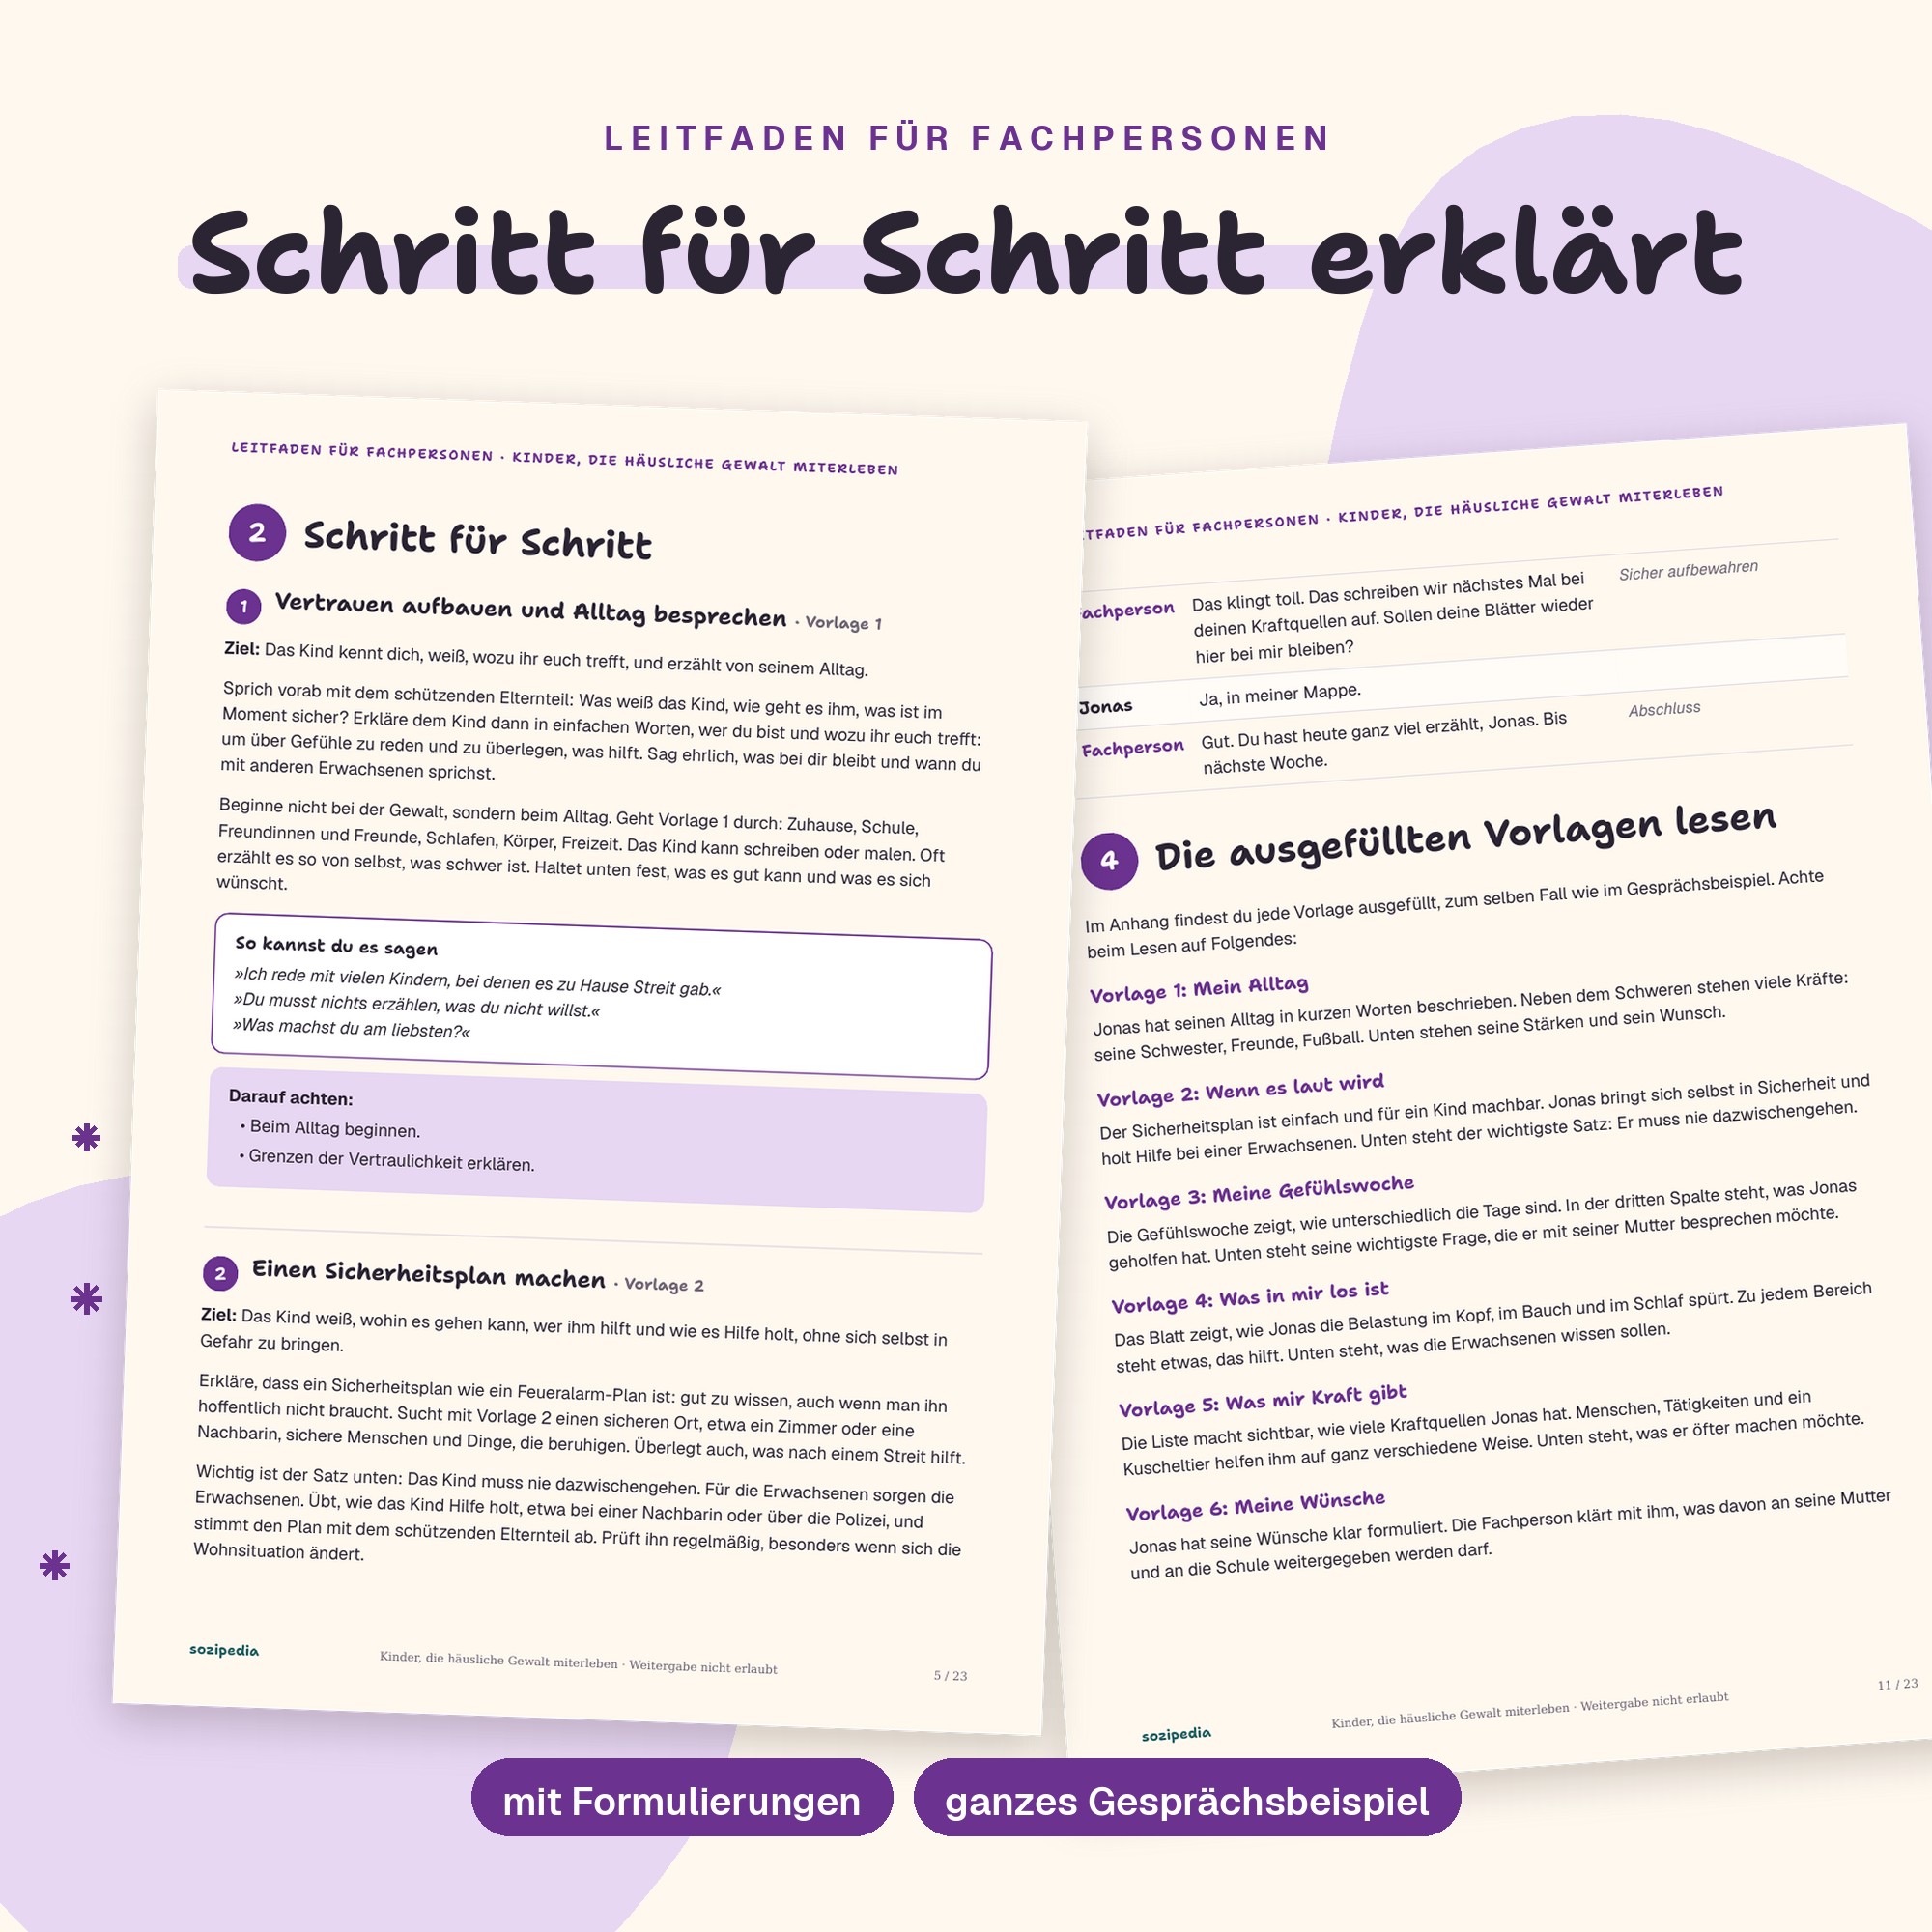 LEITFADEN FÜR FACHPERSONEN
Schritt für Schritt erklärt
LEITFADEN FÜR FACHPERSONEN · KINDER, DIE HÄUSLICHE GEWALT MITERLEBEN
2 Schritt für Schritt
1 Vertrauen aufbauen und Alltag besprechen · Vorlage 1
Ziel: Das Kind kennt dich, weiß, wozu ihr euch trefft, und erzählt von seinem Alltag.
Sprich vorab mit dem schützenden Elternteil: Was weiß das Kind, wie geht es ihm, was ist im
Moment sicher? Erkläre dem Kind dann in einfachen Worten, wer du bist und wozu ihr euch trefft:
um über Gefühle zu reden und zu überlegen, was hilft. Sag ehrlich, was bei dir bleibt und wann du
mit anderen Erwachsenen sprichst.
Beginne nicht bei der Gewalt, sondern beim Alltag. Geht Vorlage 1 durch: Zuhause, Schule,
Freundinnen und Freunde, Schlafen, Körper, Freizeit. Das Kind kann schreiben oder malen. Oft
erzählt es so von selbst, was schwer ist. Haltet unten fest, was es gut kann und was es sich
wünscht.
So kannst du es sagen
»Ich rede mit vielen Kindern, bei denen es zu Hause Streit gab.«
»Du musst nichts erzählen, was du nicht willst.«
»Was machst du am liebsten?«
Darauf achten:
• Beim Alltag beginnen.
• Grenzen der Vertraulichkeit erklären.
2 Einen Sicherheitsplan machen · Vorlage 2
Ziel: Das Kind weiß, wohin es gehen kann, wer ihm hilft und wie es Hilfe holt, ohne sich selbst in
Gefahr zu bringen.
Erkläre, dass ein Sicherheitsplan wie ein Feueralarm-Plan ist: gut zu wissen, auch wenn man ihn
hoffentlich nicht braucht. Sucht mit Vorlage 2 einen sicheren Ort, etwa ein Zimmer oder eine
Nachbarin, sichere Menschen und Dinge, die beruhigen. Überlegt auch, was nach einem Streit hilft.
Wichtig ist der Satz unten: Das Kind muss nie dazwischengehen. Für die Erwachsenen sorgen die
Erwachsenen. Übt, wie das Kind Hilfe holt, etwa bei einer Nachbarin oder über die Polizei, und
stimmt den Plan mit dem schützenden Elternteil ab. Prüft ihn regelmäßig, besonders wenn sich die
Wohnsituation ändert.
sozipedia Kinder, die häusliche Gewalt miterleben · Weitergabe nicht erlaubt 5 / 23
TFADEN FÜR FACHPERSONEN · KINDER, DIE HÄUSLICHE GEWALT MITERLEBEN
Fachperson Das klingt toll. Das schreiben wir nächstes Mal bei Sicher aufbewahren
deinen Kraftquellen auf. Sollen deine Blätter wieder
hier bei mir bleiben?
Jonas Ja, in meiner Mappe.
Fachperson Gut. Du hast heute ganz viel erzählt, Jonas. Bis Abschluss
nächste Woche.
4 Die ausgefüllten Vorlagen lesen
Im Anhang findest du jede Vorlage ausgefüllt, zum selben Fall wie im Gesprächsbeispiel. Achte
beim Lesen auf Folgendes:
Vorlage 1: Mein Alltag
Jonas hat seinen Alltag in kurzen Worten beschrieben. Neben dem Schweren stehen viele Kräfte:
seine Schwester, Freunde, Fußball. Unten stehen seine Stärken und sein Wunsch.
Vorlage 2: Wenn es laut wird
Der Sicherheitsplan ist einfach und für ein Kind machbar. Jonas bringt sich selbst in Sicherheit und
holt Hilfe bei einer Erwachsenen. Unten steht der wichtigste Satz: Er muss nie dazwischengehen.
Vorlage 3: Meine Gefühlswoche
Die Gefühlswoche zeigt, wie unterschiedlich die Tage sind. In der dritten Spalte steht, was Jonas
geholfen hat. Unten steht seine wichtigste Frage, die er mit seiner Mutter besprechen möchte.
Vorlage 4: Was in mir los ist
Das Blatt zeigt, wie Jonas die Belastung im Kopf, im Bauch und im Schlaf spürt. Zu jedem Bereich
steht etwas, das hilft. Unten steht, was die Erwachsenen wissen sollen.
Vorlage 5: Was mir Kraft gibt
Die Liste macht sichtbar, wie viele Kraftquellen Jonas hat. Menschen, Tätigkeiten und ein
Kuscheltier helfen ihm auf ganz verschiedene Weise. Unten steht, was er öfter machen möchte.
Vorlage 6: Meine Wünsche
Jonas hat seine Wünsche klar formuliert. Die Fachperson klärt mit ihm, was davon an seine Mutter
und an die Schule weitergegeben werden darf.
sozipedia Kinder, die häusliche Gewalt miterleben · Weitergabe nicht erlaubt 11 / 23
mit Formulierungen
ganzes Gesprächsbeispiel